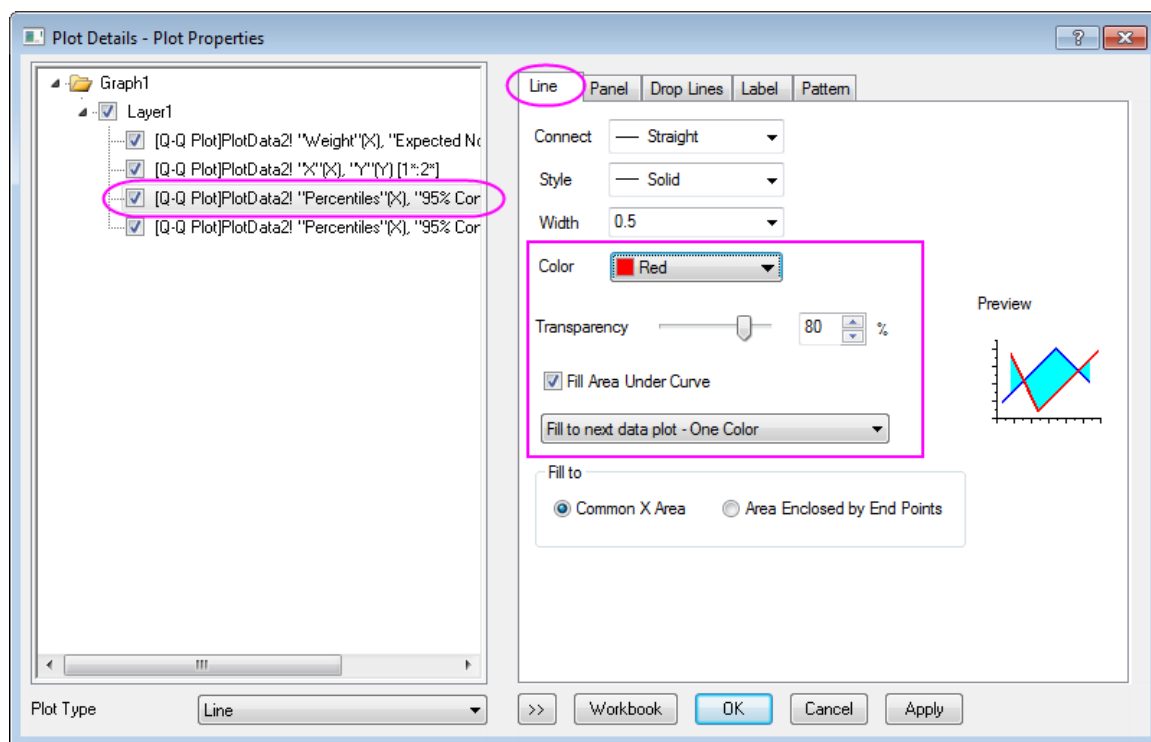 Plot Details - Plot Properties
Graph1
Layer1
[Q-Q Plot]PlotData2! "Weight"(X), "Expected No
[Q-Q Plot]PlotData2! "X"(X), "Y"(Y) [1*:2*]
[Q-Q Plot]PlotData2! "Percentiles"(X), "95% Con
[Q-Q Plot]PlotData2! "Percentiles"(X), "95% Con
Plot Type
Line
Line Panel Drop Lines Label Pattern
Connect Straight
Style Solid
Width 0.5
Color Red
Transparency 80 %
Fill Area Under Curve
Fill to next data plot - One Color
Fill to
Common X Area Area Enclosed by End Points
Preview
>> Workbook OK Cancel Apply